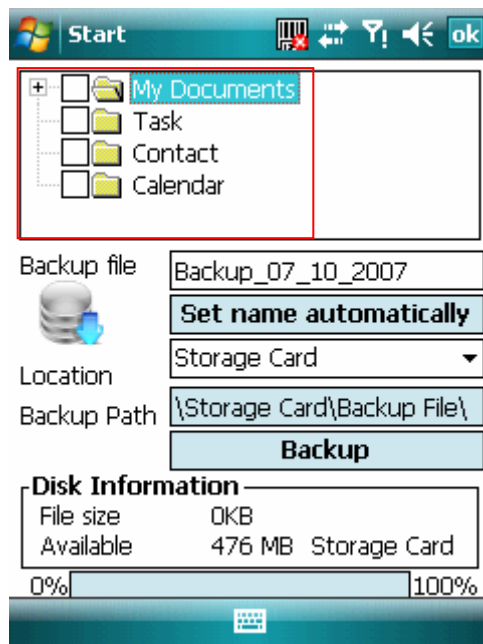 Start ok
My Documents
Task
Contact
Calendar
Backup file Backup_07_10_2007
Set name automatically
Location Storage Card
Backup Path \Storage Card\Backup File\
Backup
Disk Information
File size 0KB
Available 476 MB Storage Card
0% 100%